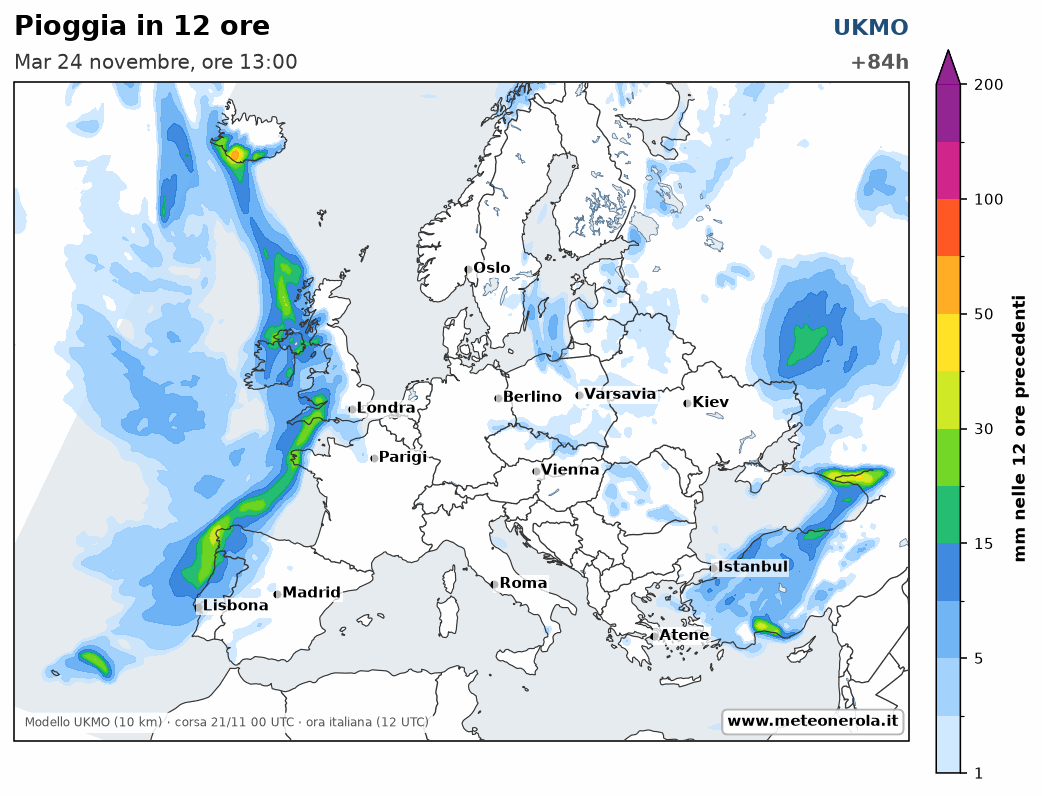 Pioggia in 12 ore
UKMO
Mar 24 novembre, ore 13:00
+84h
200
100
50
30
15
5
1
mm nelle 12 ore precedenti
Oslo
Berlino
Varsavia
Kiev
Londra
Parigi
Vienna
Istanbul
Roma
Madrid
Lisbona
Atene
Modello UKMO (10 km) · corsa 21/11 00 UTC · ora italiana (12 UTC)
www.meteonerola.it